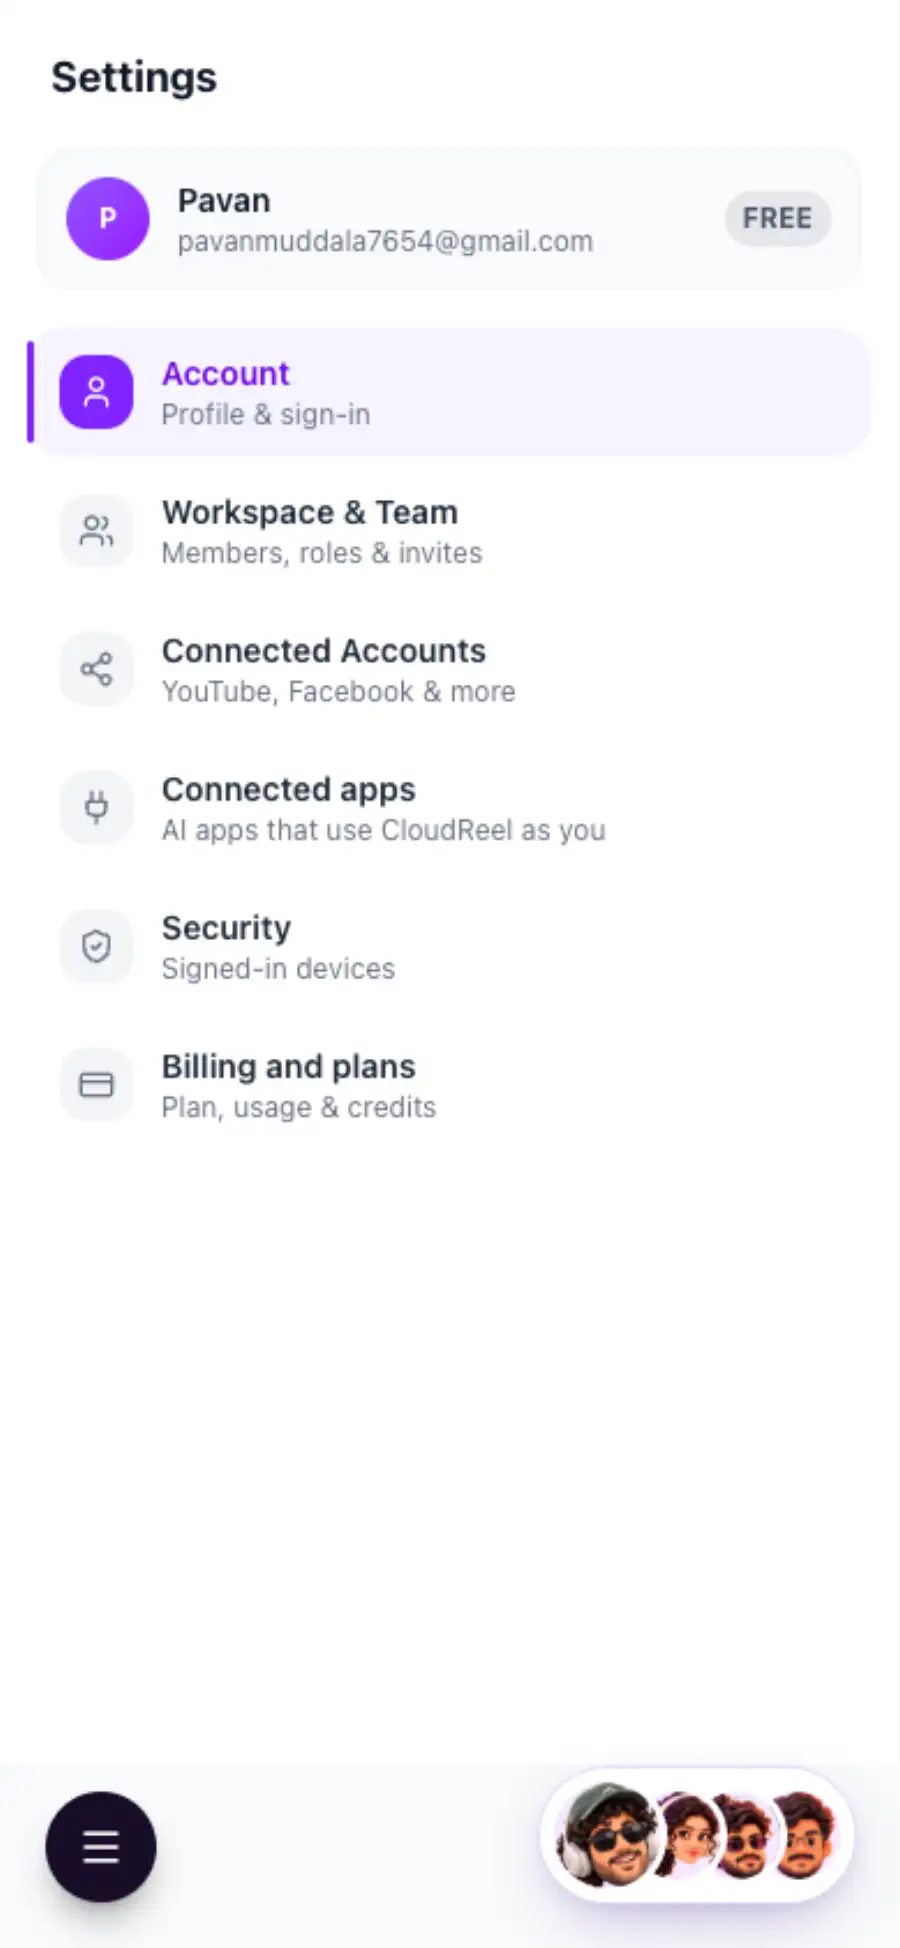 Settings
P
Pavan
pavanmuddala7654@gmail.com
FREE
Account
Profile & sign-in
Workspace & Team
Members, roles & invites
Connected Accounts
YouTube, Facebook & more
Connected apps
AI apps that use CloudReel as you
Security
Signed-in devices
Billing and plans
Plan, usage & credits